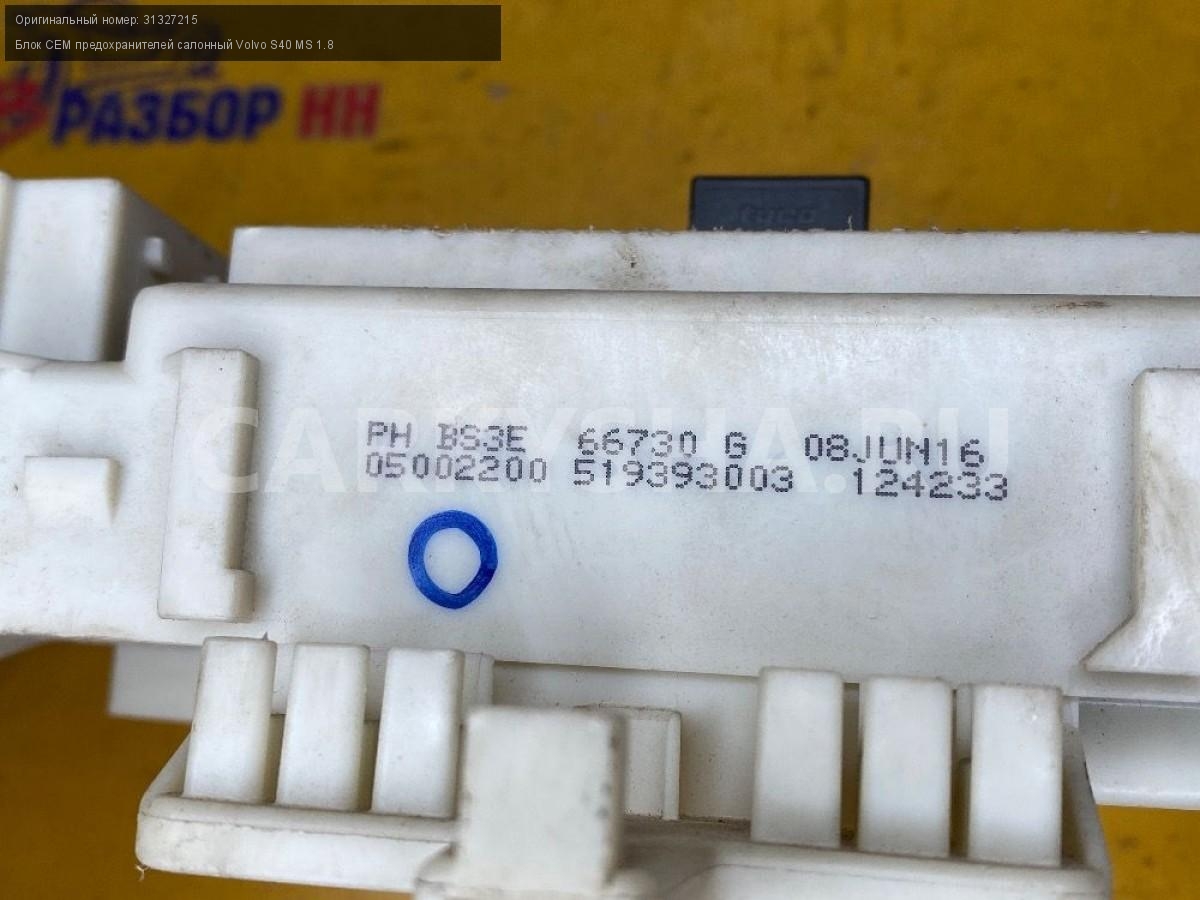 Оригинальный номер: 31327215
Блок CEM предохранителей салонный Volvo S40 MS 1.8
РАЗБОР НН
tyco
CARKYSHA.RU
PH BS3E 66730 G 08JUN16
05002200 519393003 124233